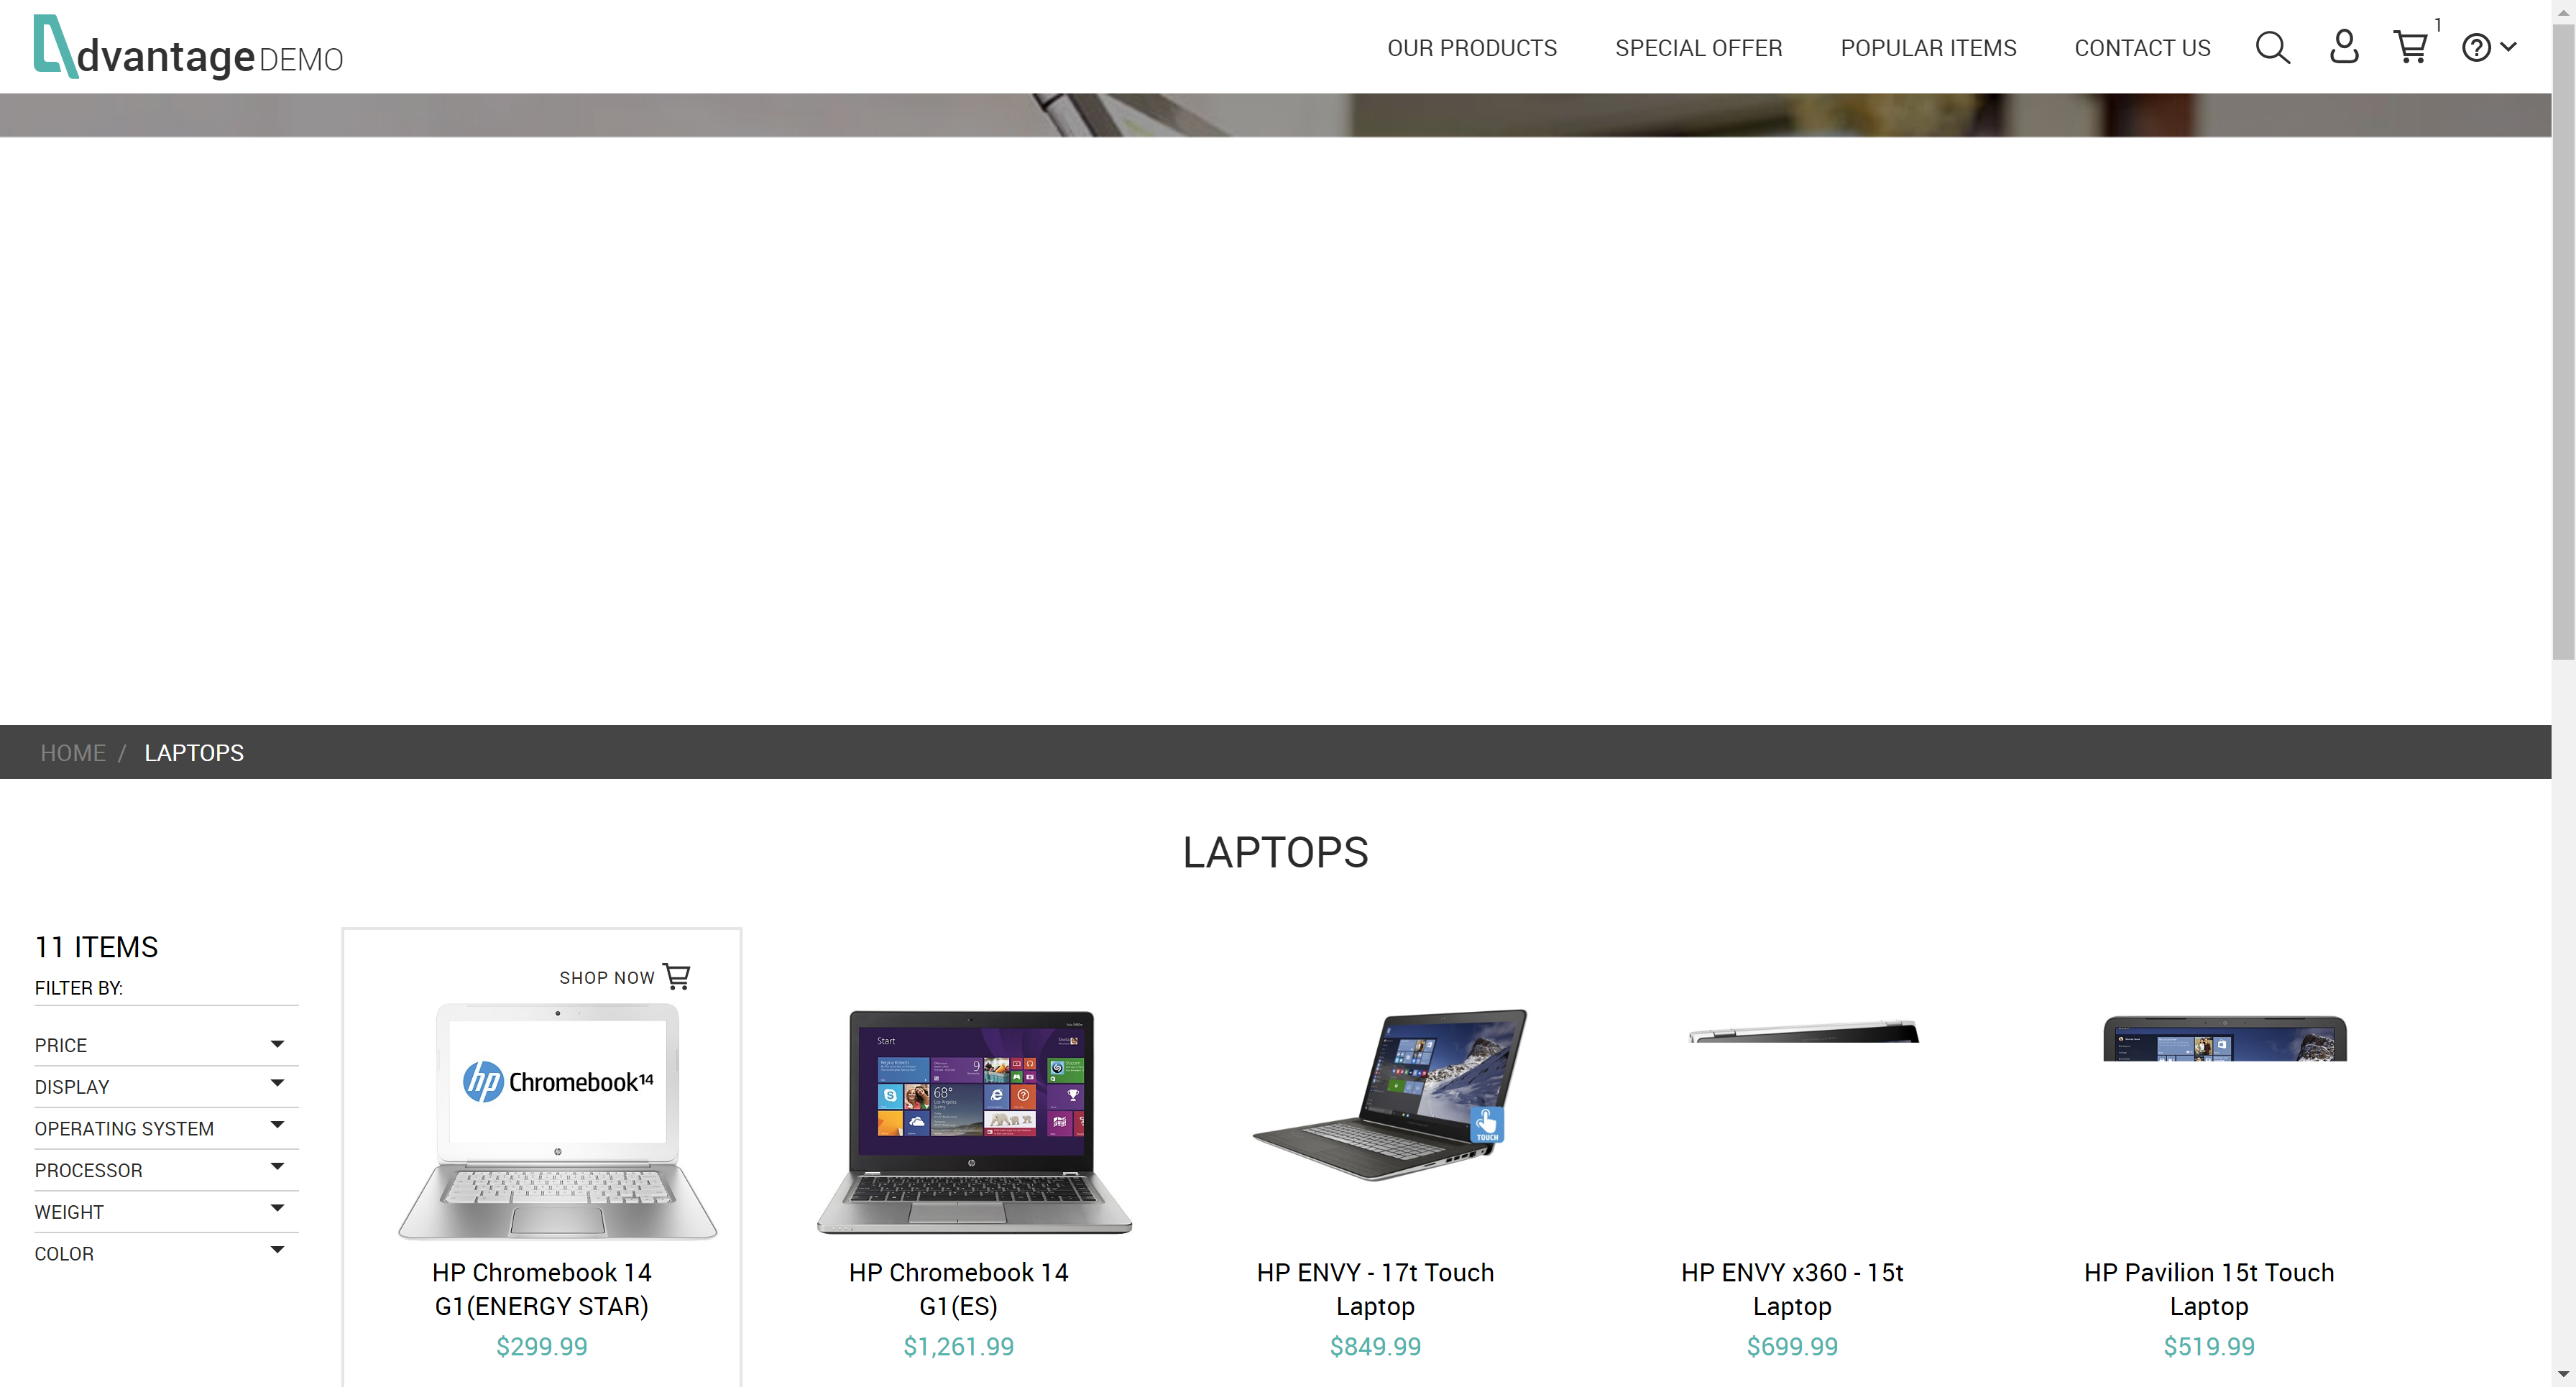 dvantage DEMO
OUR PRODUCTS
SPECIAL OFFER
POPULAR ITEMS
CONTACT US
1
HOME / LAPTOPS
LAPTOPS
11 ITEMS
FILTER BY:
PRICE
DISPLAY
OPERATING SYSTEM
PROCESSOR
WEIGHT
COLOR
SHOP NOW
hp Chromebook14
HP Chromebook 14
G1(ENERGY STAR)
$299.99
Start
9
68°
HP Chromebook 14
G1(ES)
$1,261.99
TOUCH
HP ENVY - 17t Touch
Laptop
$849.99
HP ENVY x360 - 15t
Laptop
$699.99
HP Pavilion 15t Touch
Laptop
$519.99